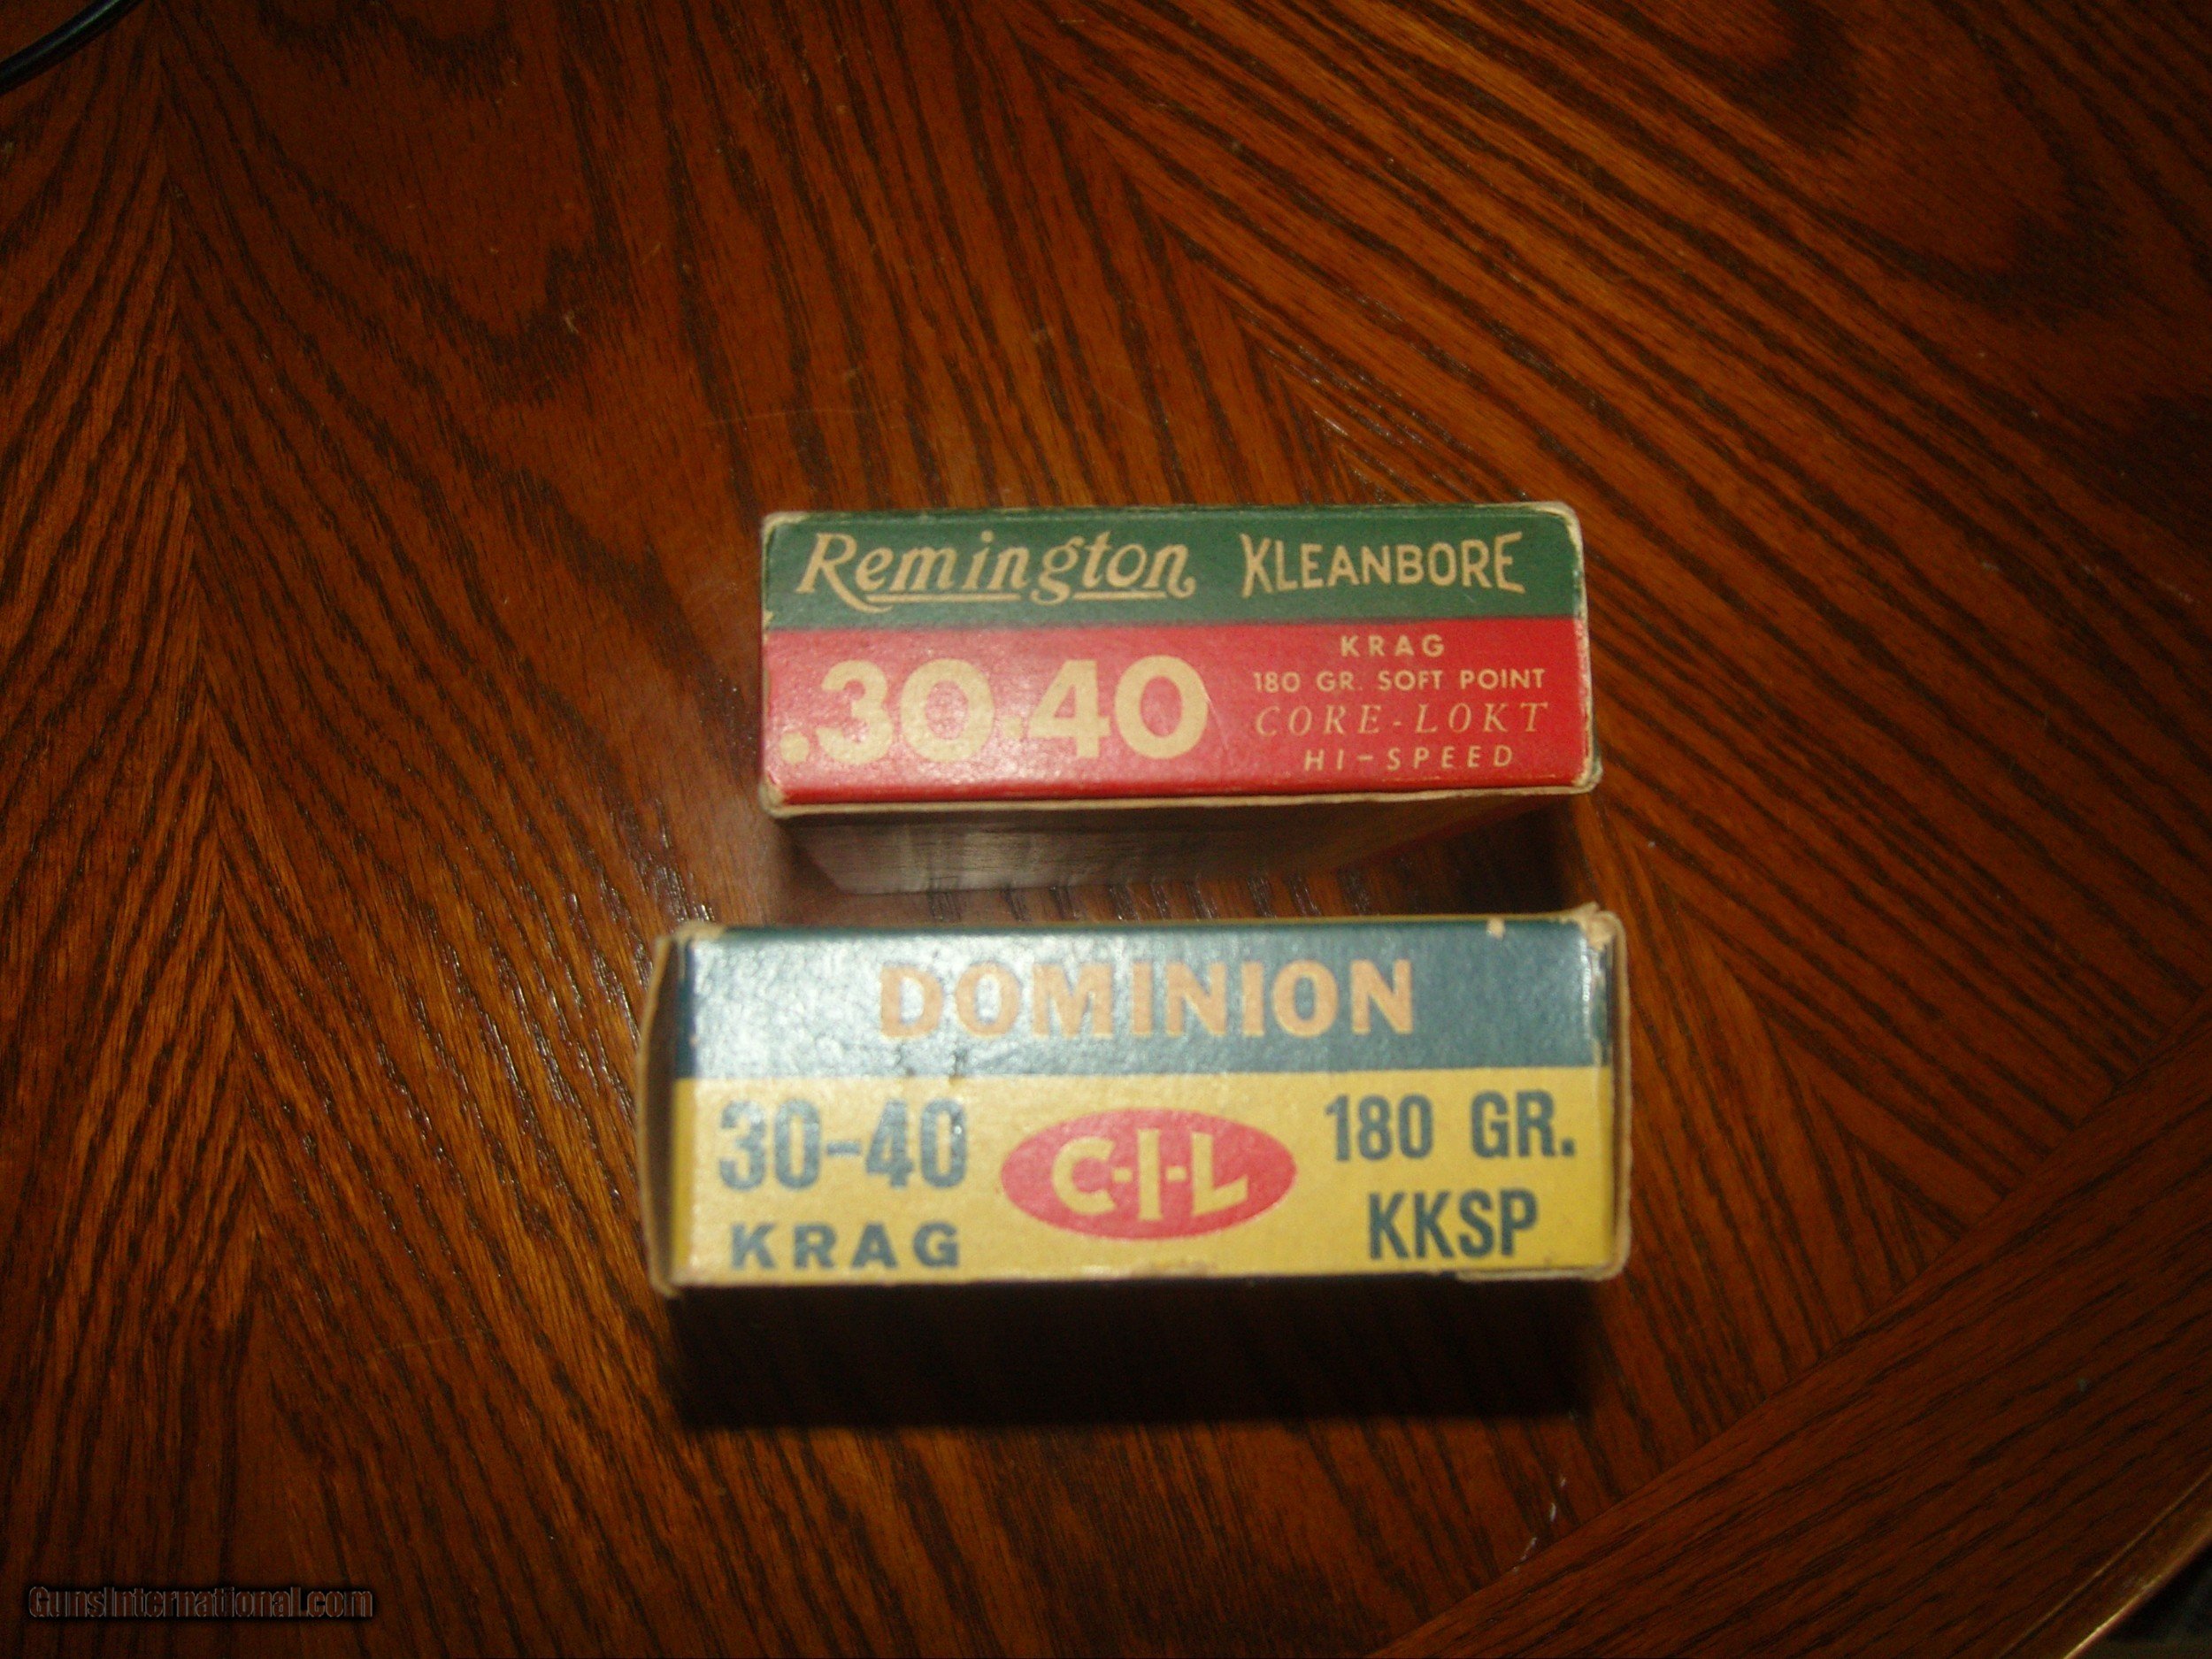 Remington KLEANBORE
.30-40
KRAG
180 GR. SOFT POINT
CORE-LOKT
HI-SPEED
DOMINION
30-40
KRAG
C-I-L
180 GR.
KKSP
GunsInternational.com